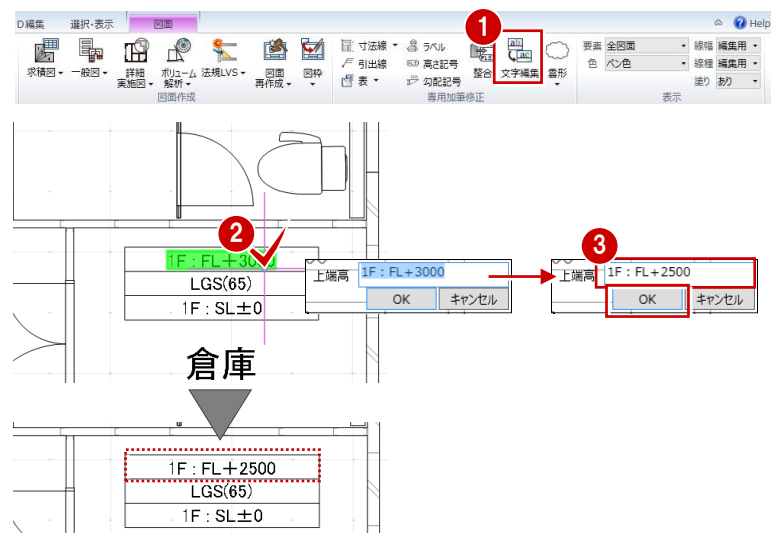 D編集 選択･表示 図面 Help
1
寸法線 ラベル 要素 全図面 線幅 編集用
引出線 高さ記号 色 ペン色 線種 編集用
求積図 一般図 詳細 実施図 ボリューム 解析 法規LVS 図面 再作成 図枠 表 勾配記号 整合 文字編集 雲形 塗り あり
図面作成 専用加筆修正 表示
2
3
1F : FL＋3000
LGS(65)
1F : SL±0
倉庫
上端高 1F : FL+3000
OK キャンセル
上端高 1F : FL+2500
OK キャンセル
1F : FL＋2500
LGS(65)
1F : SL±0